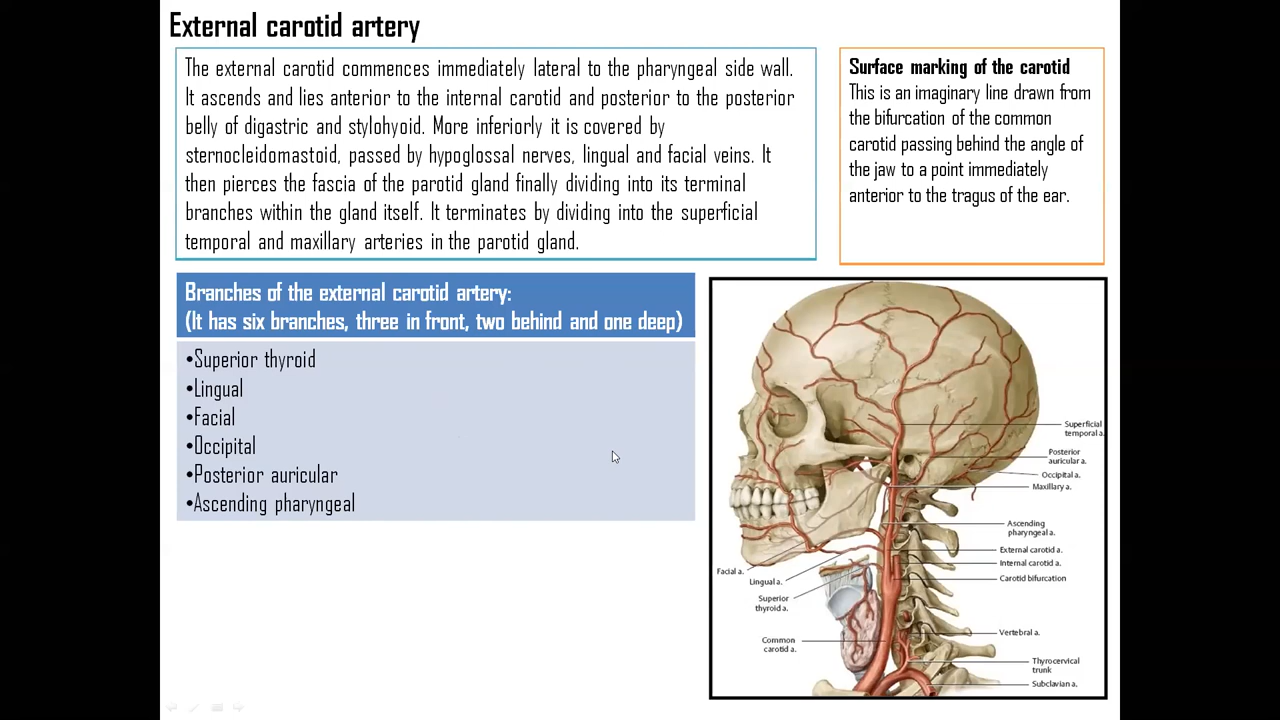 External carotid artery
The external carotid commences immediately lateral to the pharyngeal side wall.
It ascends and lies anterior to the internal carotid and posterior to the posterior
belly of digastric and stylohyoid. More inferiorly it is covered by
sternocleidomastoid, passed by hypoglossal nerves, lingual and facial veins. It
then pierces the fascia of the parotid gland finally dividing into its terminal
branches within the gland itself. It terminates by dividing into the superficial
temporal and maxillary arteries in the parotid gland.
Surface marking of the carotid
This is an imaginary line drawn from
the bifurcation of the common
carotid passing behind the angle of
the jaw to a point immediately
anterior to the tragus of the ear.
Branches of the external carotid artery:
(It has six branches, three in front, two behind and one deep)
•Superior thyroid
•Lingual
•Facial
•Occipital
•Posterior auricular
•Ascending pharyngeal
Superficial
temporal a.
Posterior
auricular a.
Occipital a.
Maxillary a.
Ascending
pharyngeal a.
External carotid a.
Internal carotid a.
Carotid bifurcation
Vertebral a.
Thyrocervical
trunk
Subclavian a.
Facial a.
Lingual a.
Superior
thyroid a.
Common
carotid a.